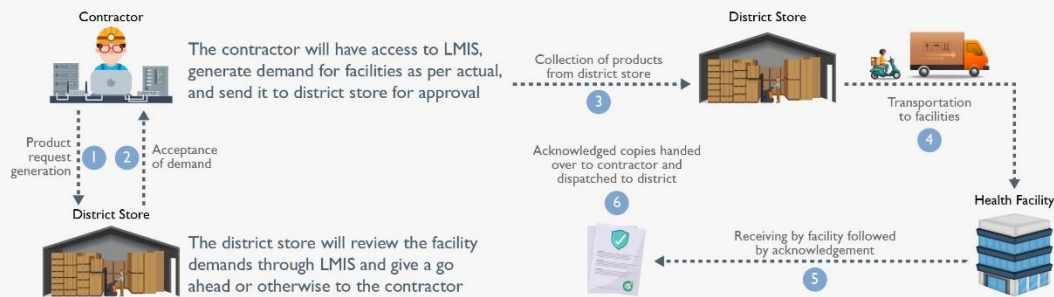 Contractor
The contractor will have access to LMIS,
generate demand for facilities as per actual,
and send it to district store for approval
Product
request
generation
1
2
Acceptance
of demand
District Store
The district store will review the facility
demands through LMIS and give a go
ahead or otherwise to the contractor
Collection of products
from district store
3
District Store
Transportation
to facilities
4
Health Facility
Receiving by facility followed
by acknowledgement
5
Acknowledged copies handed
over to contractor and
dispatched to district
6